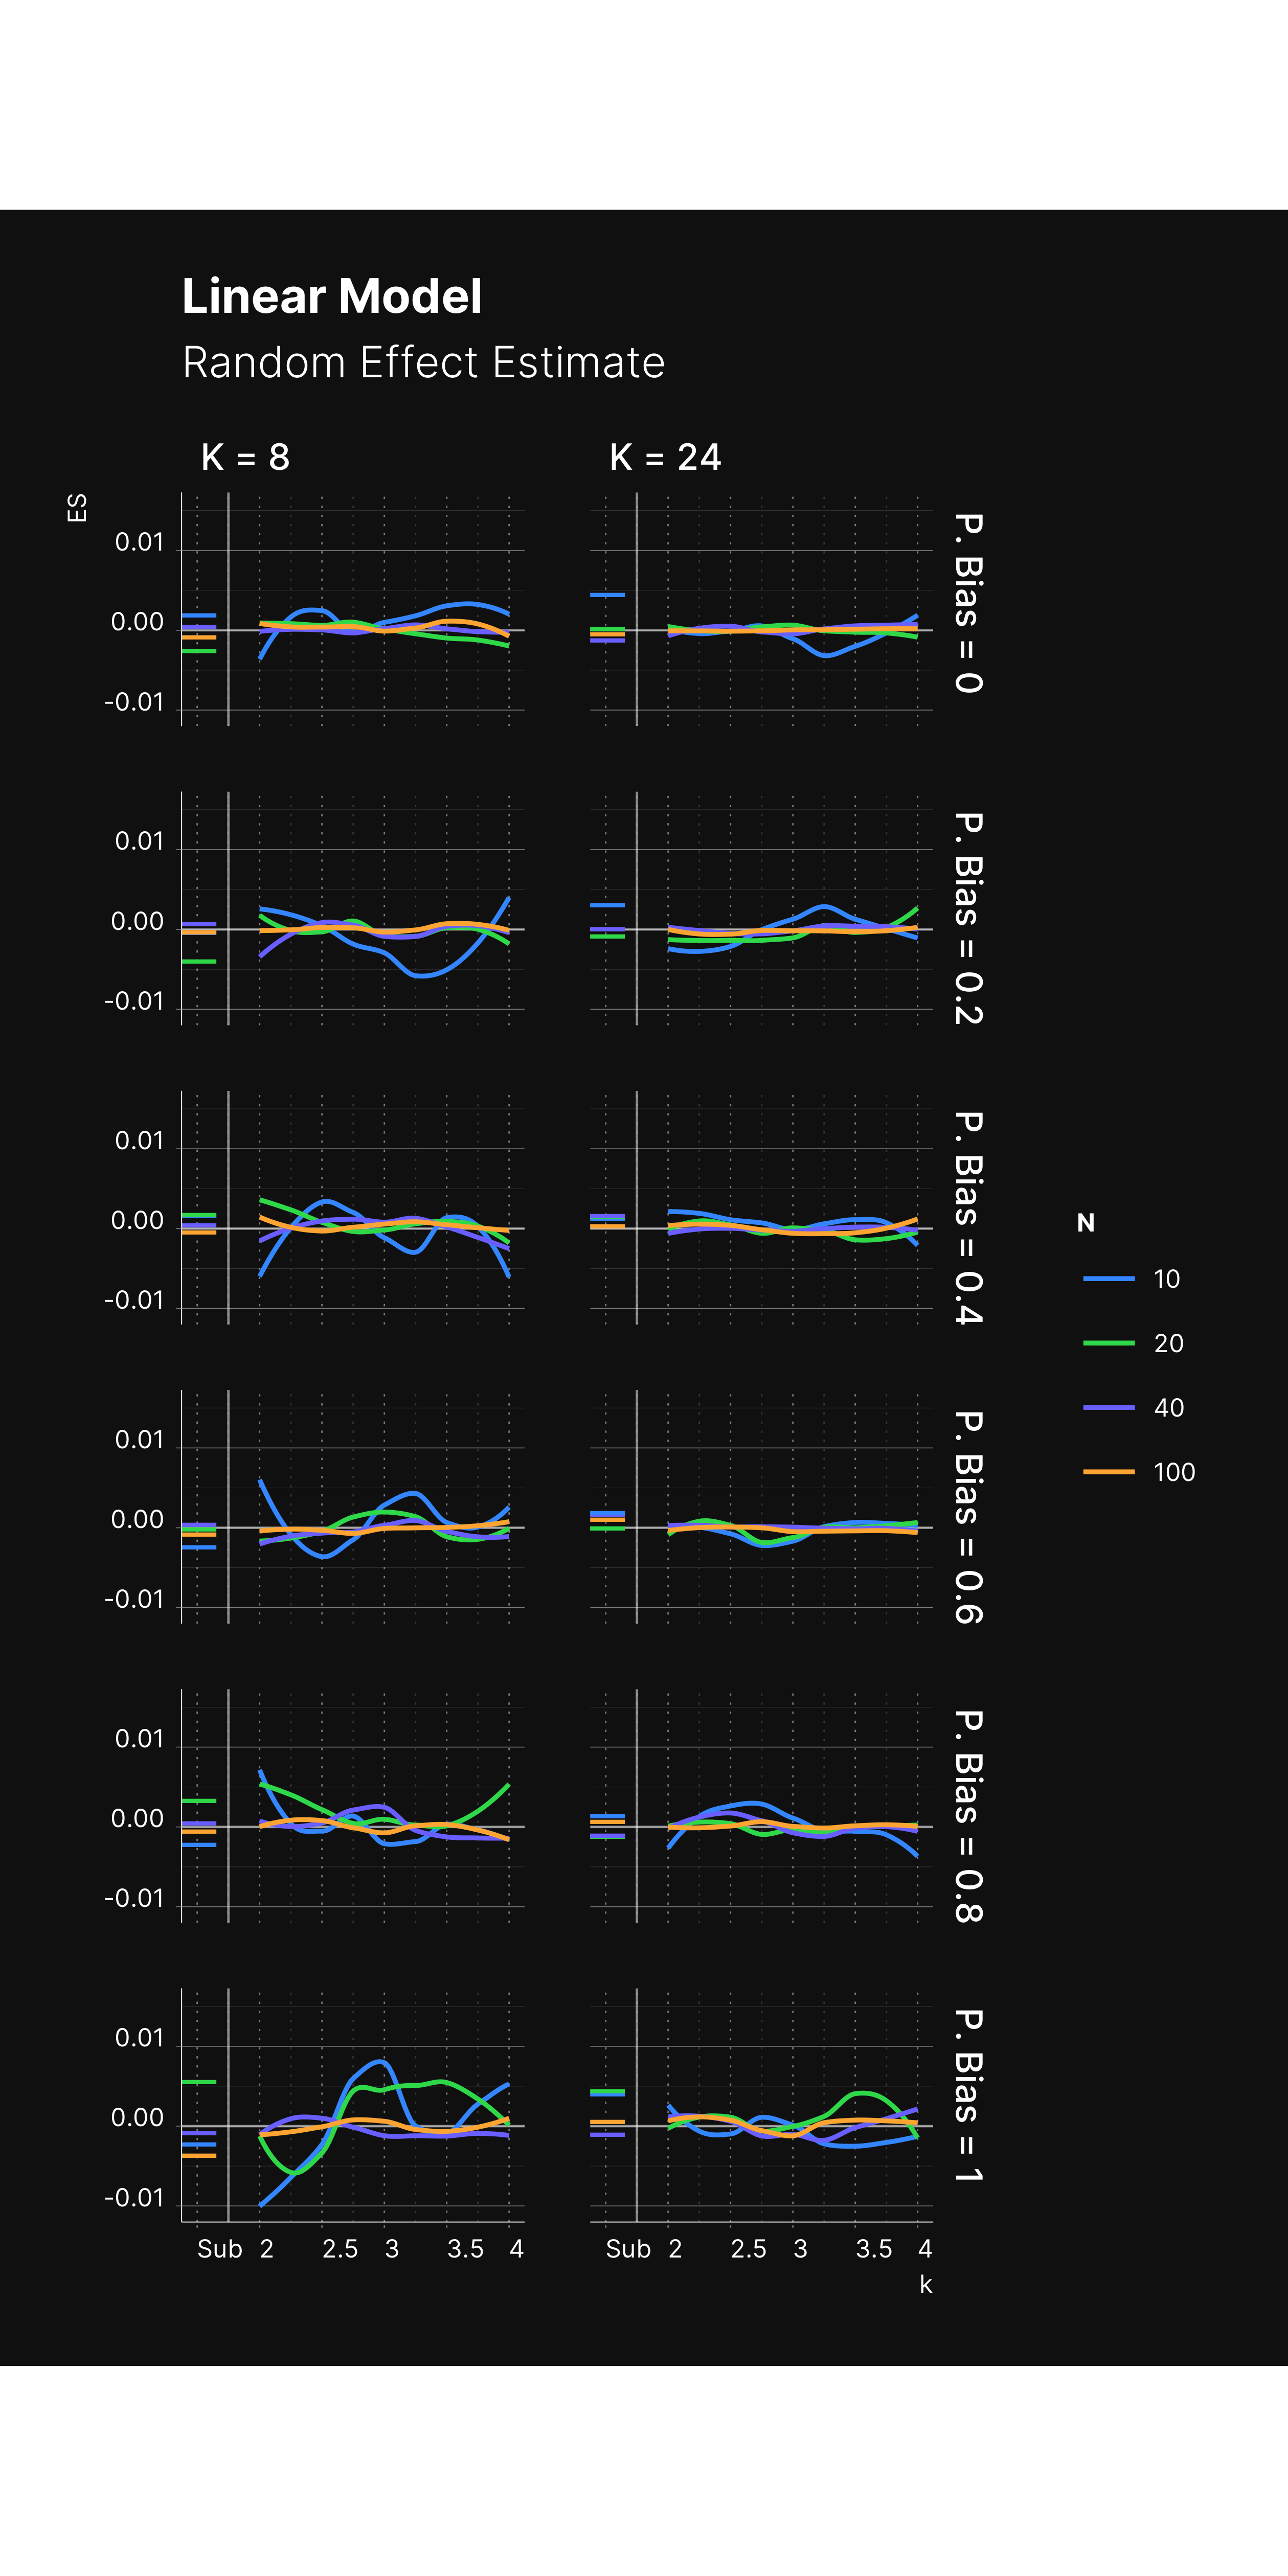 Linear Model
Random Effect Estimate
K = 8
K = 24
ES
0.01
0.00
-0.01
P. Bias = 0
0.01
0.00
-0.01
P. Bias = 0.2
0.01
0.00
-0.01
P. Bias = 0.4
N
10
20
40
100
0.01
0.00
-0.01
P. Bias = 0.6
0.01
0.00
-0.01
P. Bias = 0.8
0.01
0.00
-0.01
P. Bias = 1
Sub 2 2.5 3 3.5 4
Sub 2 2.5 3 3.5 4
k